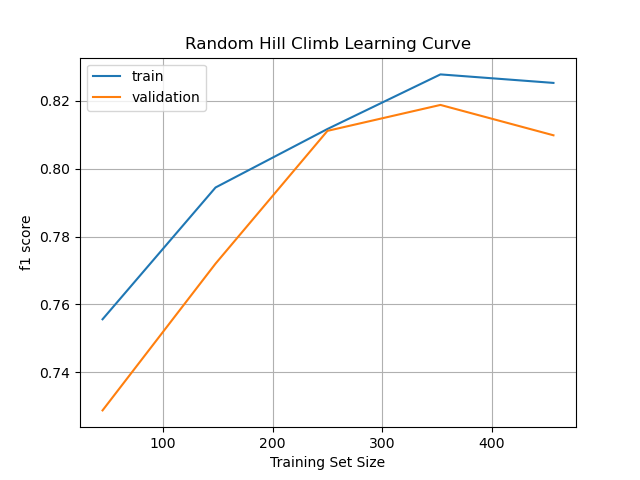 Random Hill Climb Learning Curve
train
validation
0.82
0.80
0.78
0.76
0.74
f1 score
100 200 300 400
Training Set Size